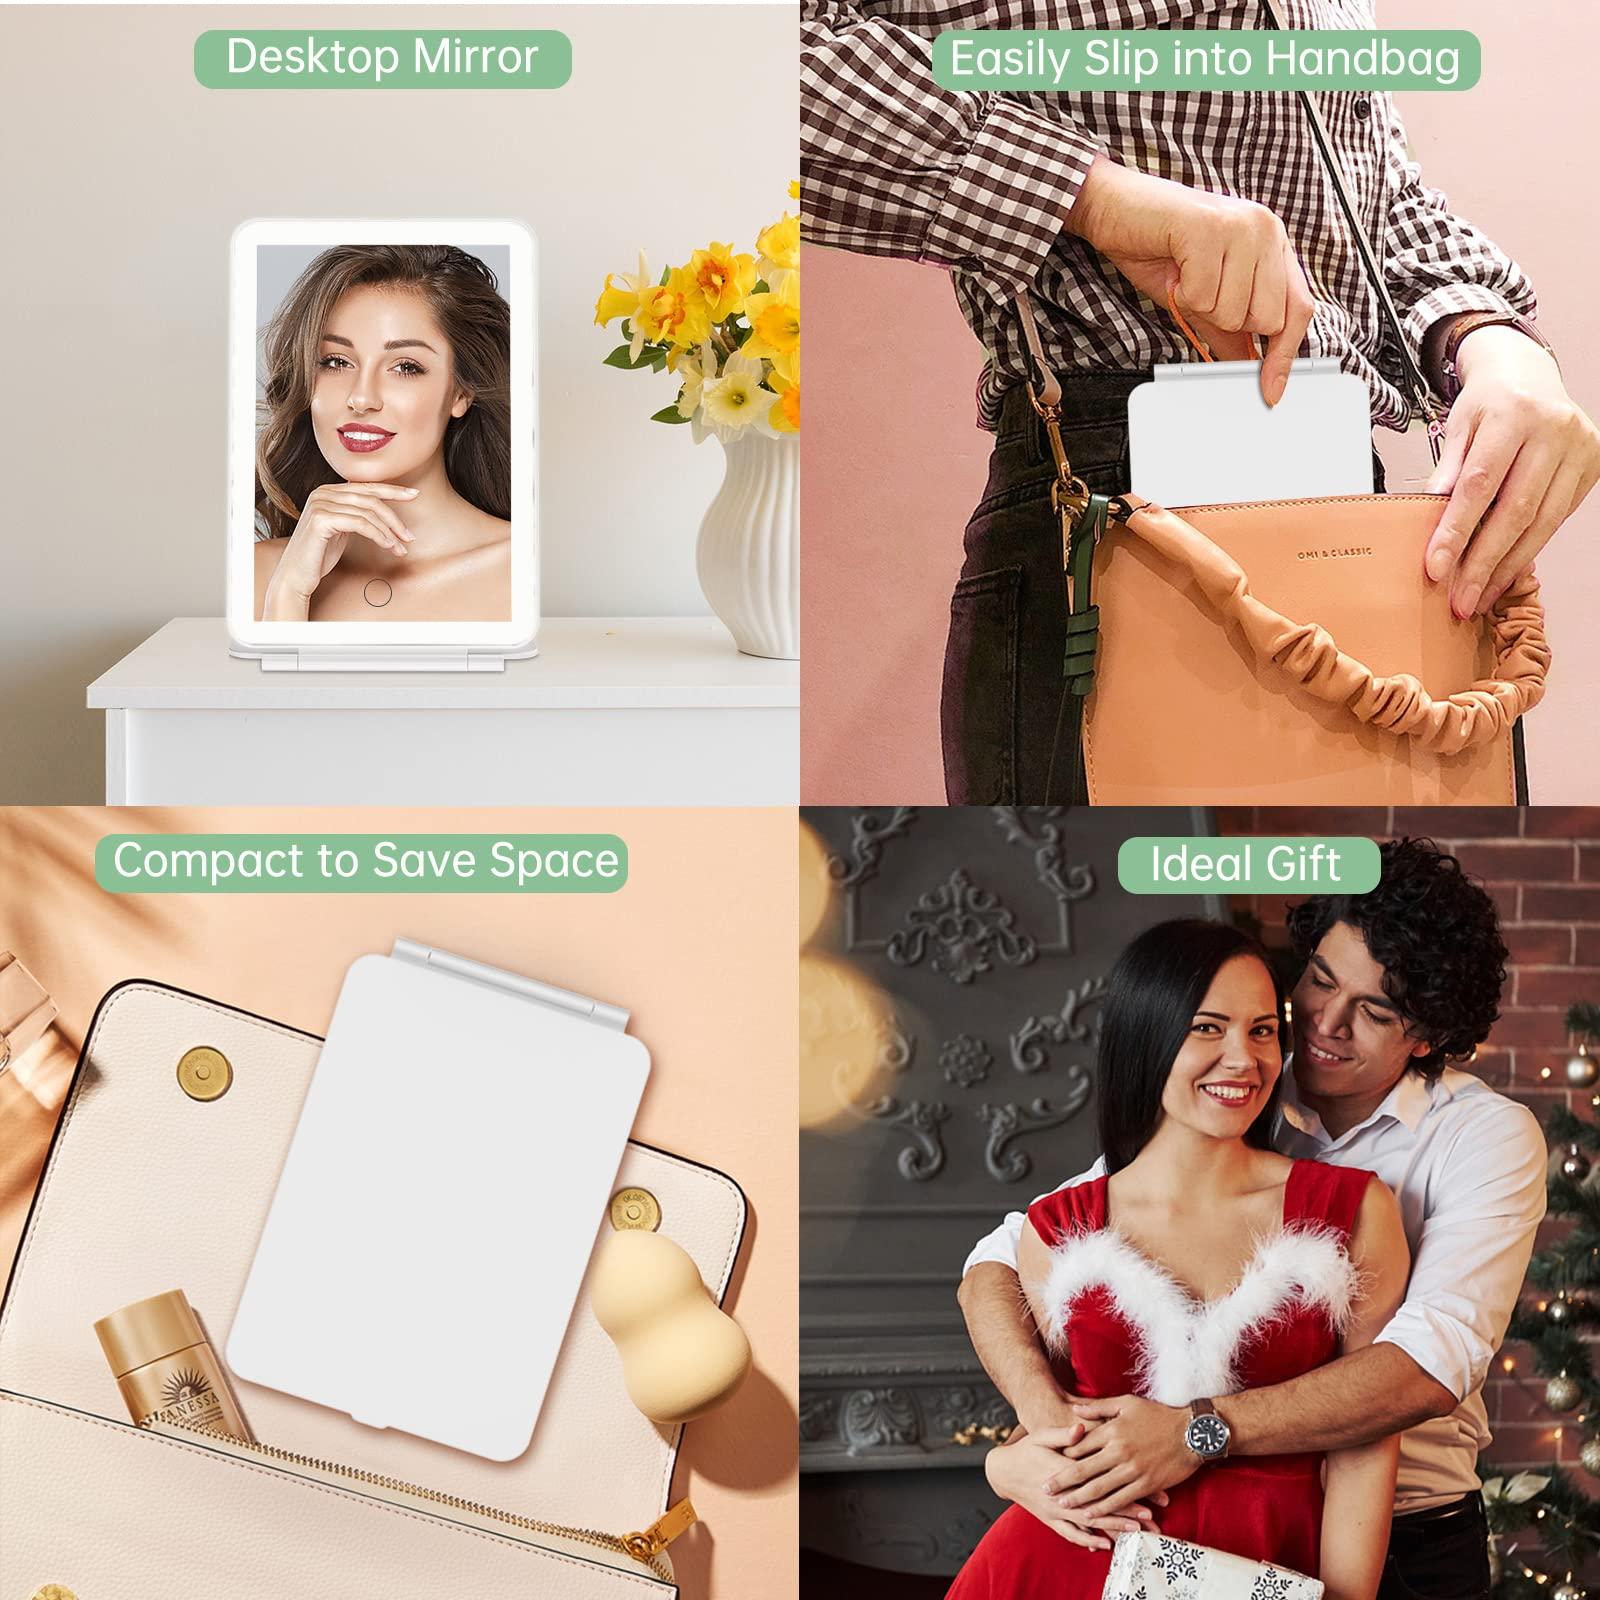 Desktop Mirror
Easily Slip into Handbag
OMI & CLASSIC
Compact to Save Space
Ideal Gift
ANESSA